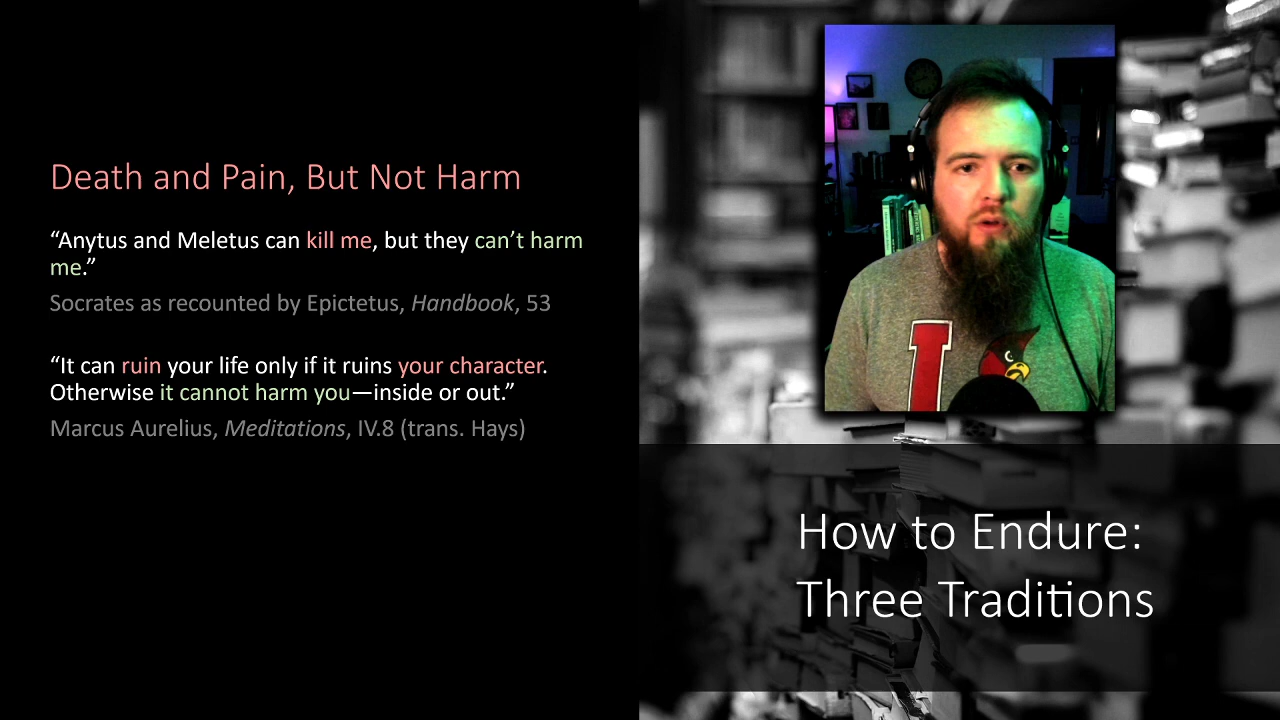 Death and Pain, But Not Harm
“Anytus and Meletus can kill me, but they can’t harm
me.”
Socrates as recounted by Epictetus, Handbook, 53
“It can ruin your life only if it ruins your character.
Otherwise it cannot harm you—inside or out.”
Marcus Aurelius, Meditations, IV.8 (trans. Hays)
How to Endure:
Three Traditions